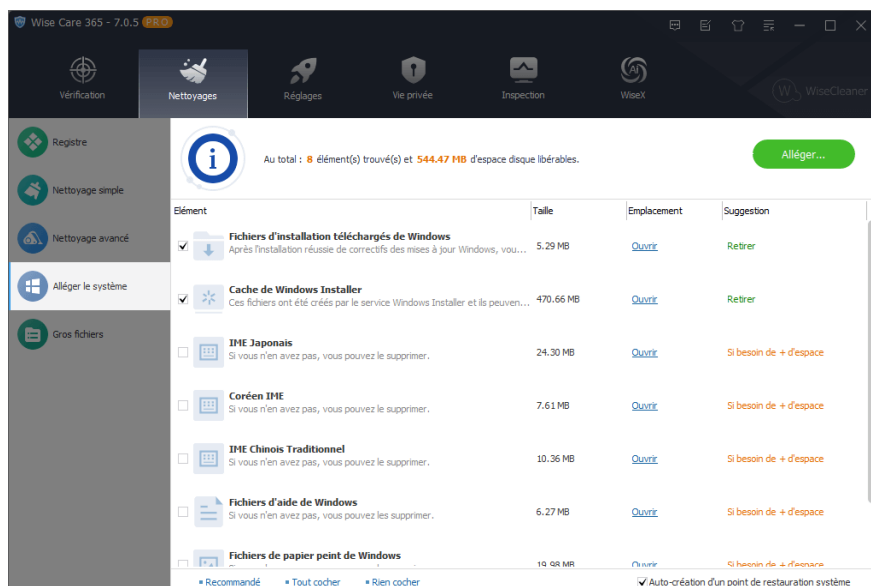 Wise Care 365 - 7.0.5 PRO
Vérification
Nettoyages
Réglages
Vie privée
Inspection
AI
WiseX
W
WiseCleaner
Registre
Nettoyage simple
Nettoyage avancé
Alléger le système
Gros fichiers
i
Au total : 8 élément(s) trouvé(s) et 544.47 MB d'espace disque libérables.
Alléger...
Elément Taille Emplacement Suggestion
Fichiers d'installation téléchargés de Windows
Après l'installation réussie de correctifs des mises à jour Windows, vou... 5.29 MB Ouvrir Retirer
Cache de Windows Installer
Ces fichiers ont été créés par le service Windows Installer et ils peuven... 470.66 MB Ouvrir Retirer
IME Japonais
Si vous n'en avez pas, vous pouvez le supprimer. 24.30 MB Ouvrir Si besoin de + d'espace
Coréen IME
Si vous n'en avez pas, vous pouvez le supprimer. 7.61 MB Ouvrir Si besoin de + d'espace
IME Chinois Traditionnel
Si vous n'en avez pas, vous pouvez le supprimer. 10.36 MB Ouvrir Si besoin de + d'espace
Fichiers d'aide de Windows
Si vous n'en avez pas, vous pouvez les supprimer. 6.27 MB Ouvrir Si besoin de + d'espace
Fichiers de papier peint de Windows
19.98 MB Ouvrir Si besoin de + d'espace
Recommandé Tout cocher Rien cocher Auto-création d'un point de restauration système